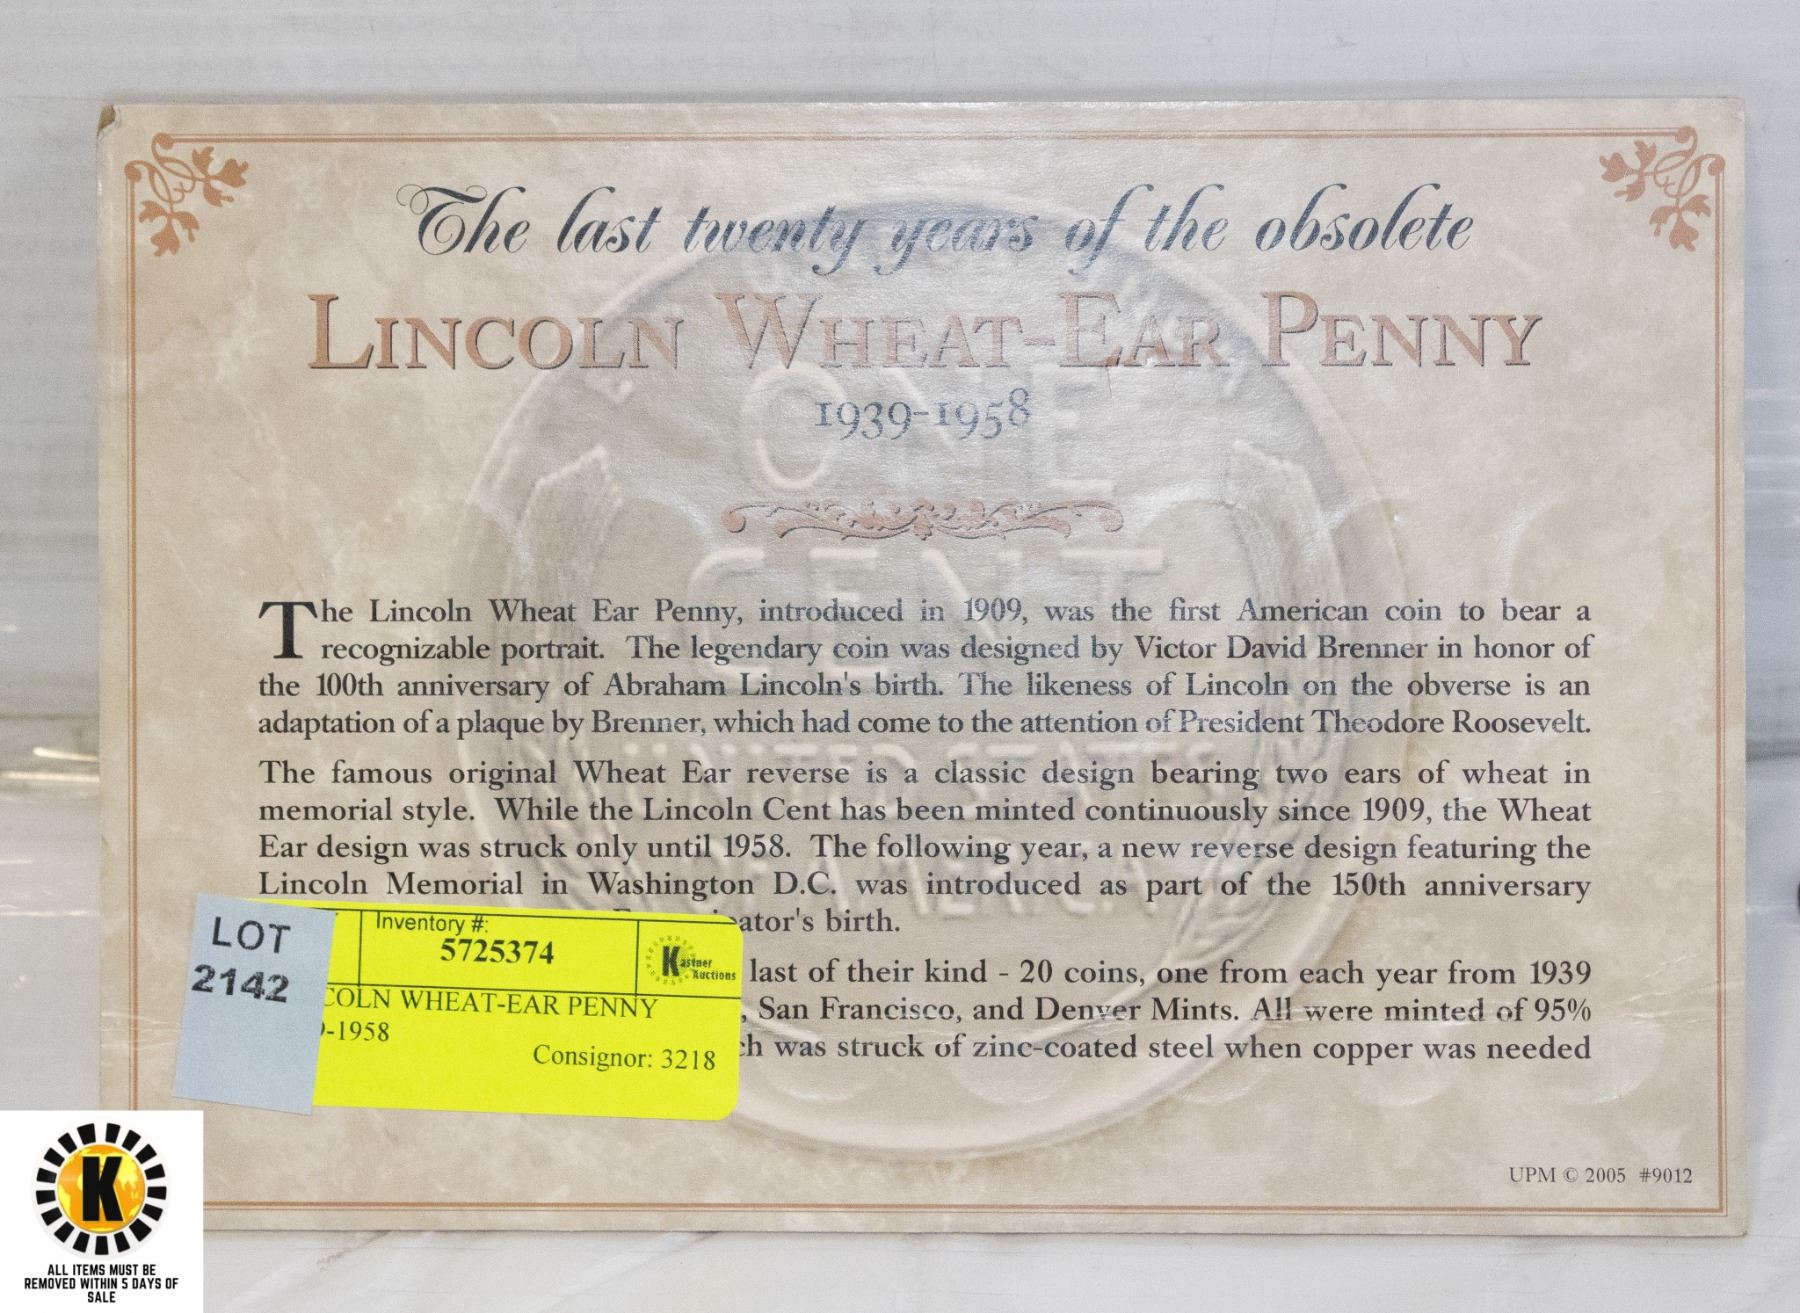 The last twenty years of the obsolete
LINCOLN WHEAT-EAR PENNY
1939-1958
ONE
CENT
UNITED STATES
AMERICA
The Lincoln Wheat Ear Penny, introduced in 1909, was the first American coin to bear a
recognizable portrait. The legendary coin was designed by Victor David Brenner in honor of
the 100th anniversary of Abraham Lincoln's birth. The likeness of Lincoln on the obverse is an
adaptation of a plaque by Brenner, which had come to the attention of President Theodore Roosevelt.
The famous original Wheat Ear reverse is a classic design bearing two ears of wheat in
memorial style. While the Lincoln Cent has been minted continuously since 1909, the Wheat
Ear design was struck only until 1958. The following year, a new reverse design featuring the
Lincoln Memorial in Washington D.C. was introduced as part of the 150th anniversary
ator's birth.
last of their kind - 20 coins, one from each year from 1939
, San Francisco, and Denver Mints. All were minted of 95%
ch was struck of zinc-coated steel when copper was needed
UPM © 2005 #9012
LOT
2142
Inventory #:
5725374
Kastner
Auctions
COLN WHEAT-EAR PENNY
9-1958
Consignor: 3218
K
ALL ITEMS MUST BE
REMOVED WITHIN 5 DAYS OF
SALE